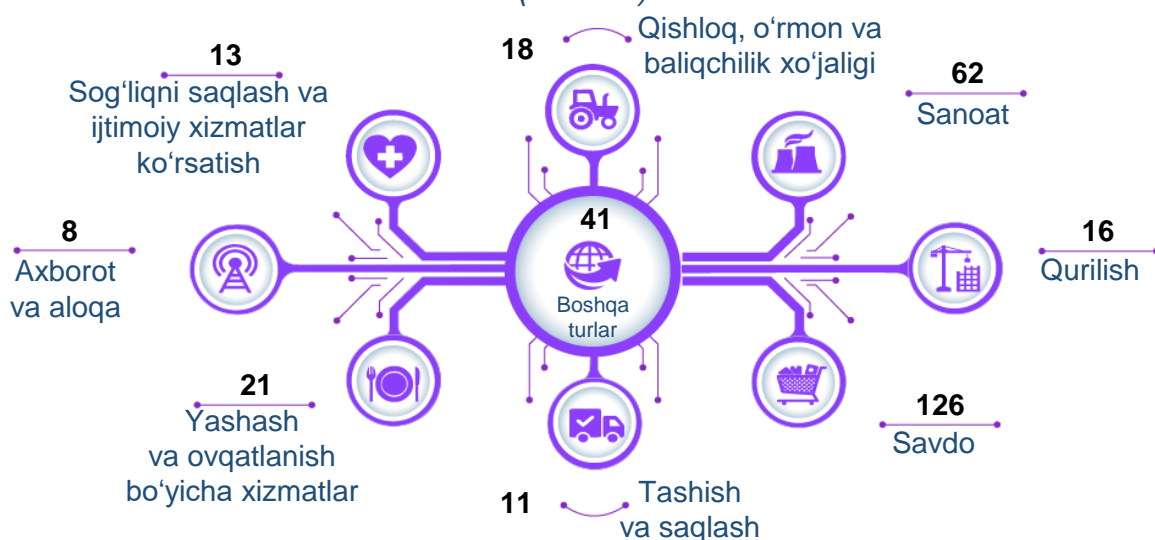 13
Sog‘liqni saqlash va
ijtimoiy xizmatlar
ko‘rsatish
18
Qishloq, o‘rmon va
baliqchilik xo‘jaligi
62
Sanoat
8
Axborot
va aloqa
41
Boshqa
turlar
16
Qurilish
21
Yashash
va ovqatlanish
bo‘yicha xizmatlar
11
Tashish
va saqlash
126
Savdo